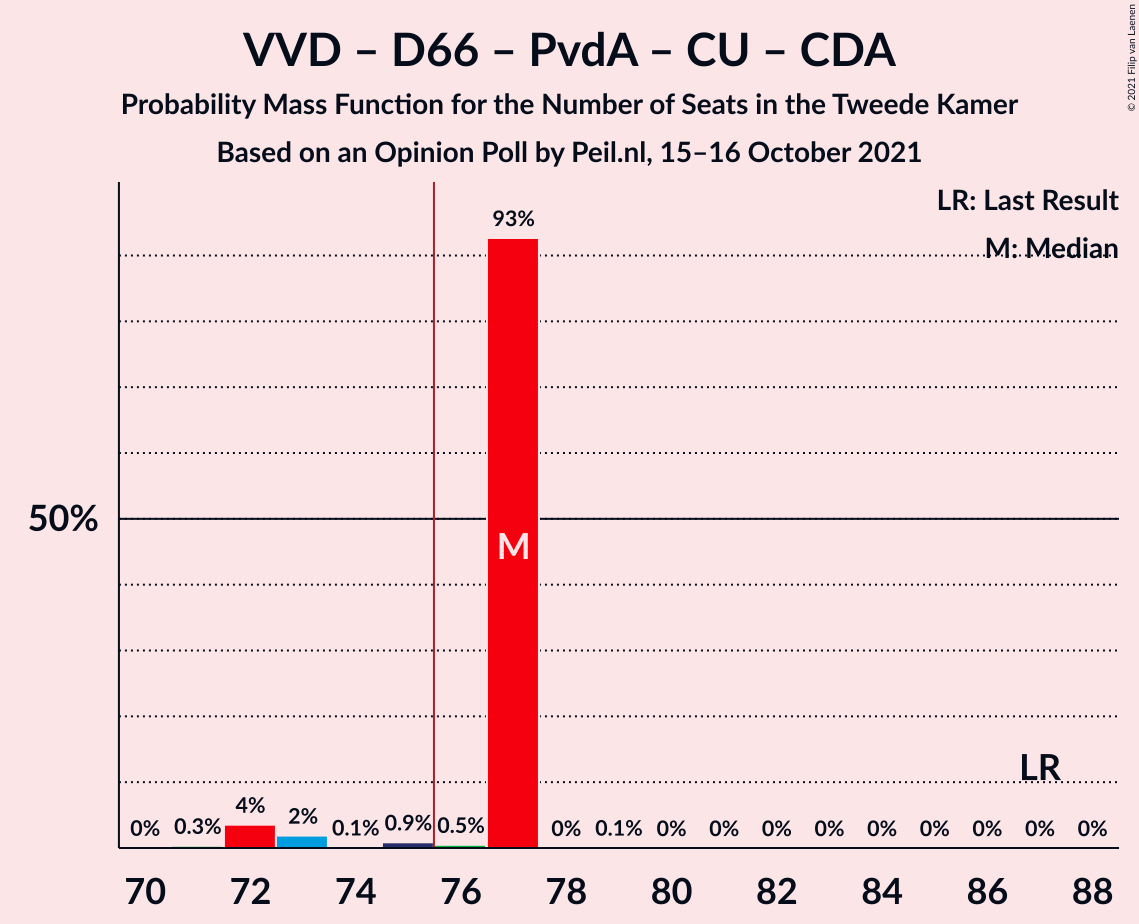 VVD – D66 – PvdA – CU – CDA
Probability Mass Function for the Number of Seats in the Tweede Kamer
Based on an Opinion Poll by Peil.nl, 15–16 October 2021
© 2021 Filip van Laenen
LR: Last Result
M: Median
93%
50%
M
LR
0% 0.3% 4% 2% 0.1% 0.9% 0.5% 0% 0.1% 0% 0% 0% 0% 0% 0% 0% 0% 0%
70 72 74 76 78 80 82 84 86 88